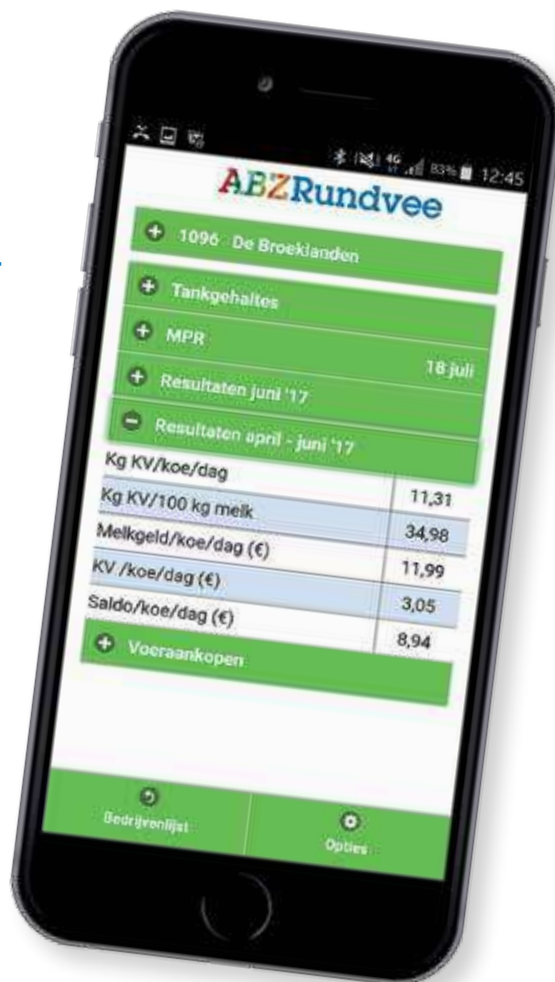 4G 83% 12:45
ABZRundvee
1096 De Broeklanden
Tankgehaltes
MPR 18 juli
Resultaten juni '17
Resultaten april - juni '17
Kg KV/koe/dag 11,31
Kg KV/100 kg melk 34,98
Melkgeld/koe/dag (€) 11,99
KV /koe/dag (€) 3,05
Saldo/koe/dag (€) 8,94
Voeraankopen
Bedrijvenlijst Opties